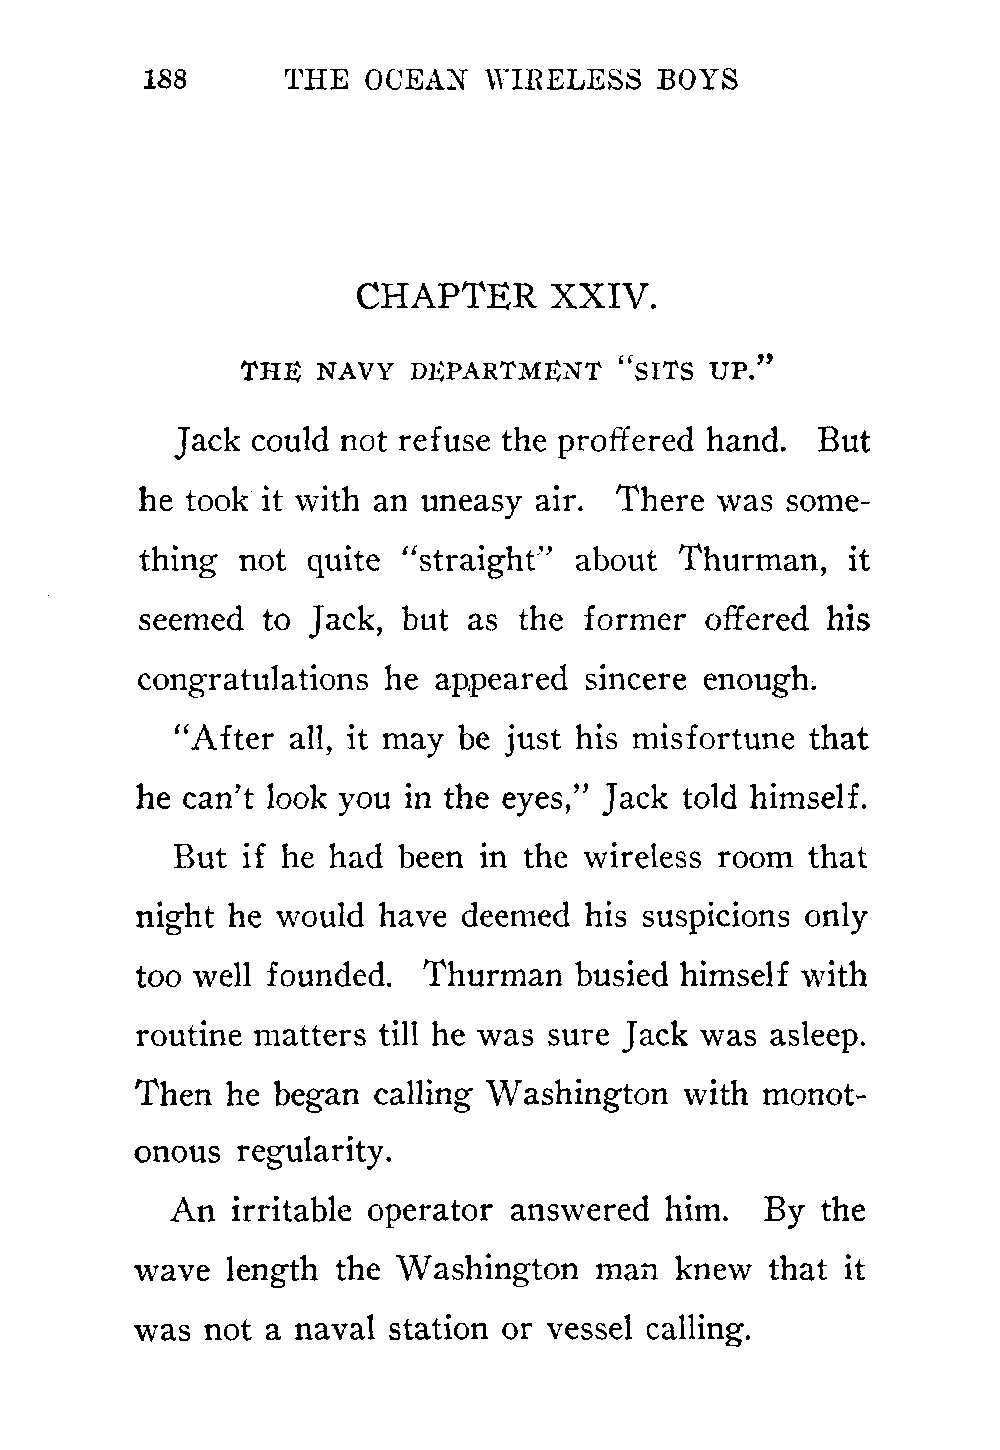 188 THE OCEAN WIRELESS BOYS
CHAPTER XXIV.
THE NAVY DEPARTMENT “SITS UP.”
Jack could not refuse the proffered hand. But
he took it with an uneasy air. There was some-
thing not quite “straight” about Thurman, it
seemed to Jack, but as the former offered his
congratulations he appeared sincere enough.
“After all, it may be just his misfortune that
he can’t look you in the eyes,” Jack told himself.
But if he had been in the wireless room that
night he would have deemed his suspicions only
too well founded. Thurman busied himself with
routine matters till he was sure Jack was asleep.
Then he began calling Washington with monot-
onous regularity.
An irritable operator answered him. By the
wave length the Washington man knew that it
was not a naval station or vessel calling.